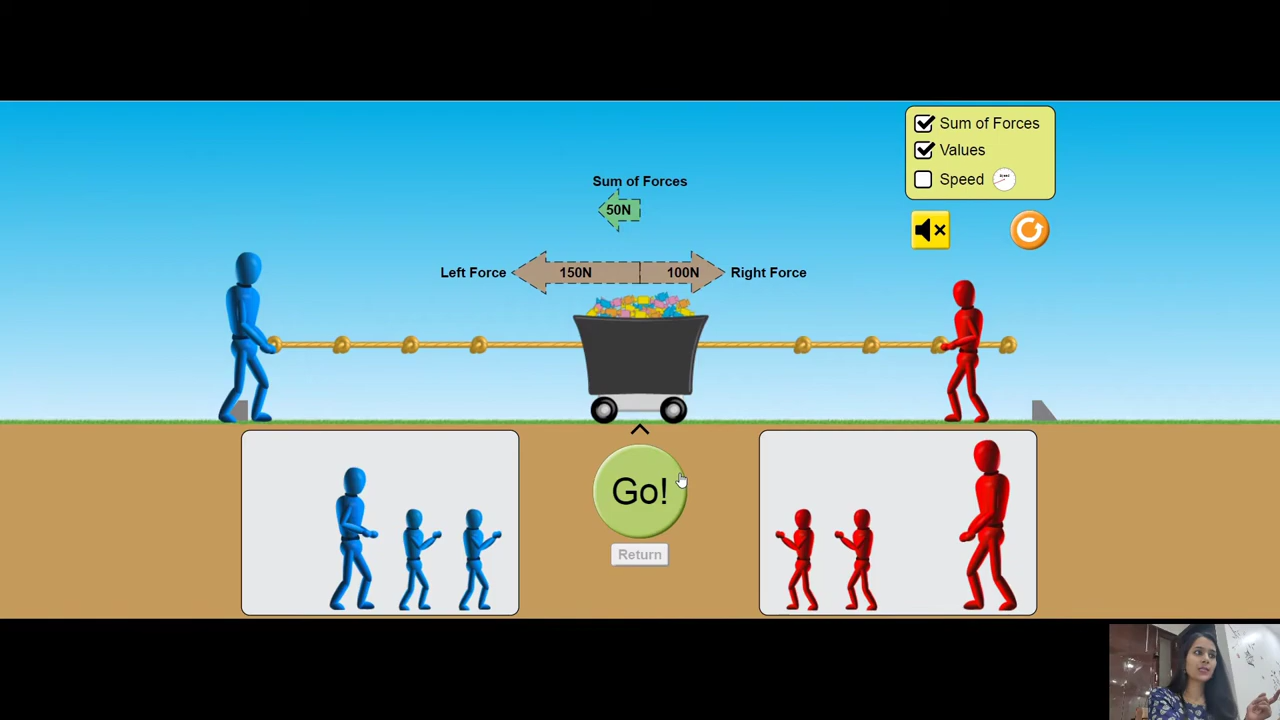 Sum of Forces
Values
Speed
Sum of Forces
50N
Left Force 150N 100N Right Force
Go!
Return